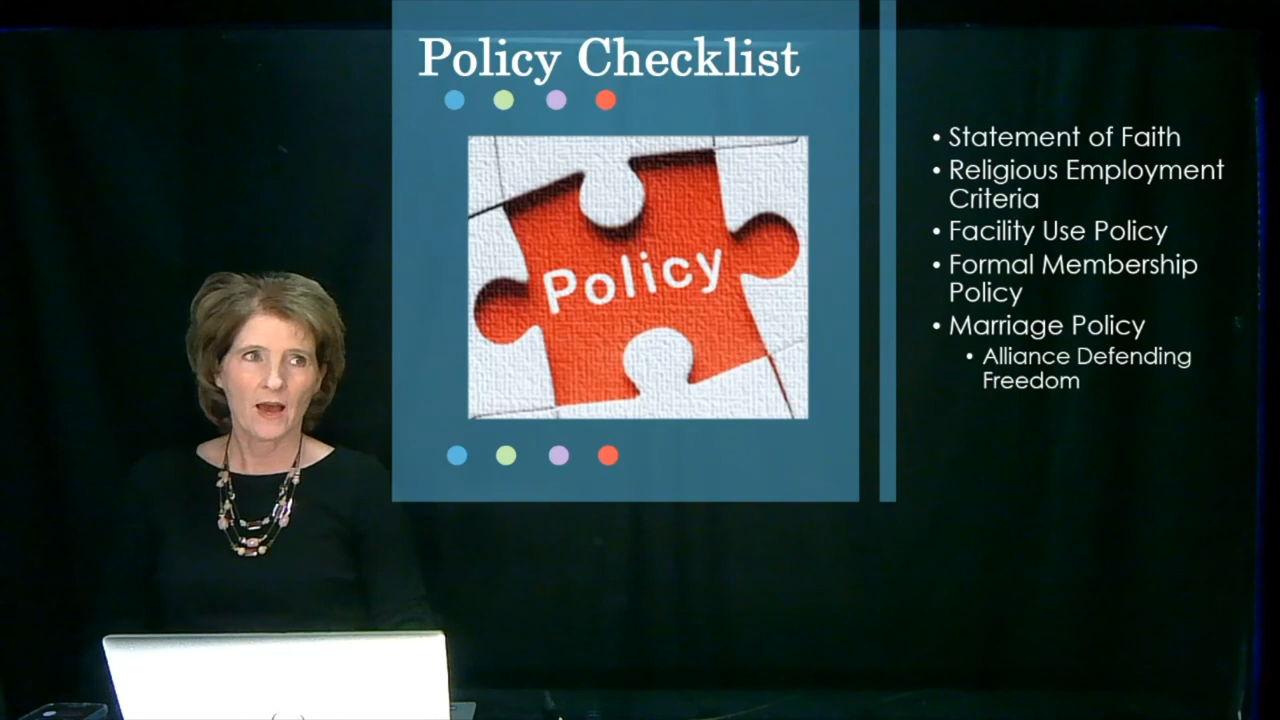 Policy Checklist
Policy
• Statement of Faith
• Religious Employment
Criteria
• Facility Use Policy
• Formal Membership
Policy
• Marriage Policy
• Alliance Defending
Freedom